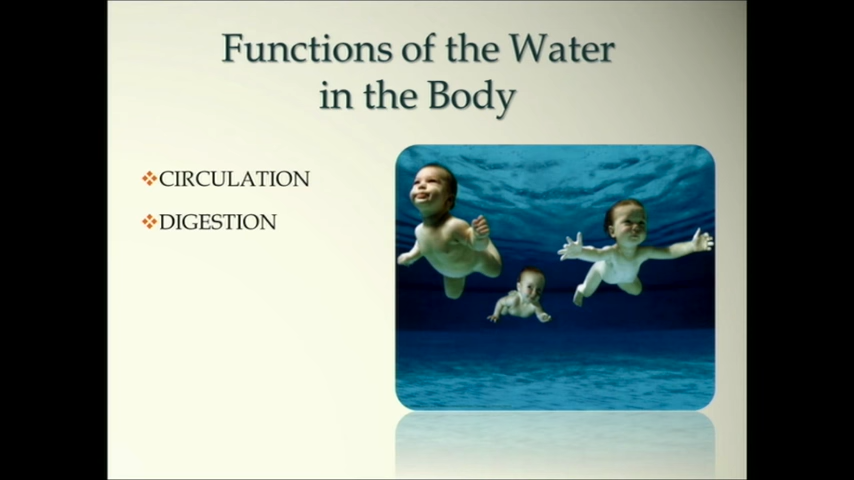 Functions of the Water
in the Body
❖CIRCULATION
❖DIGESTION